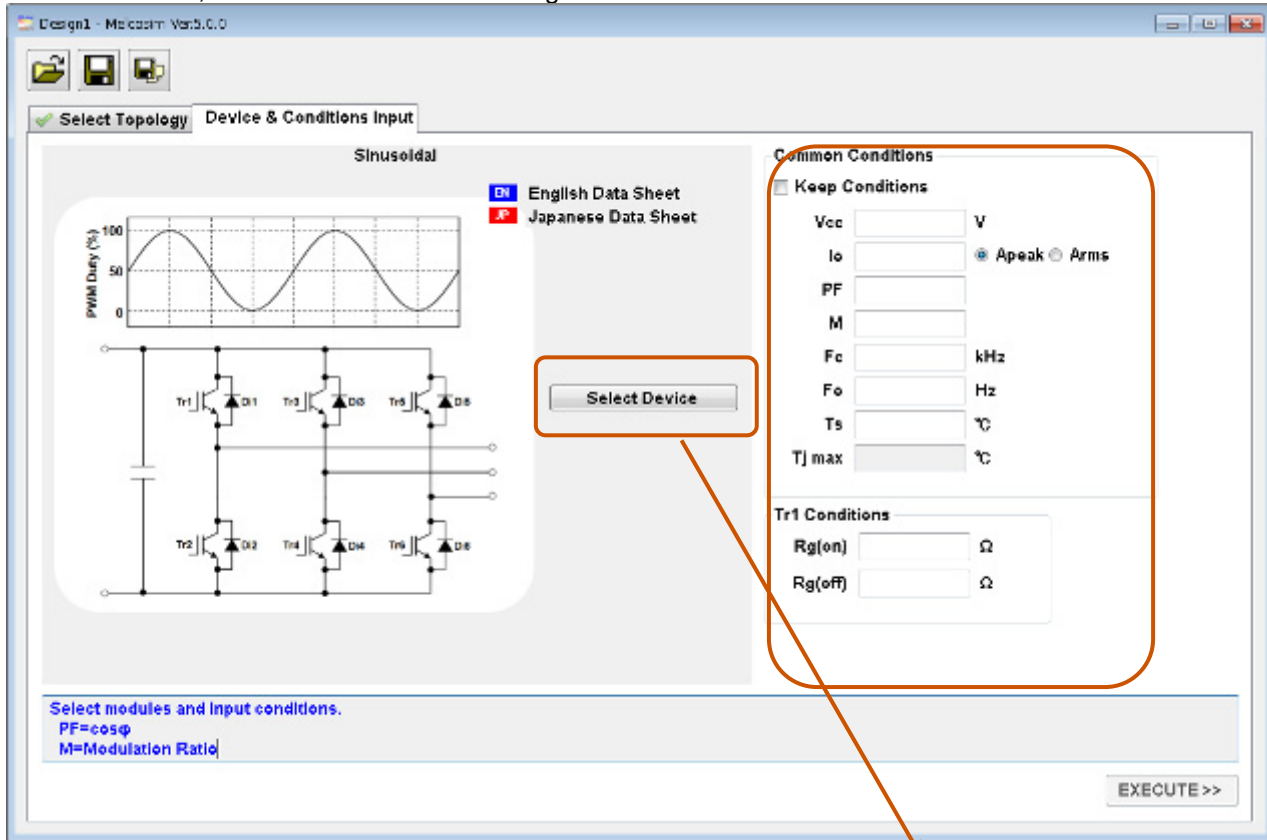 Design1 - Melcosim Ver.5.0.0
Select Topology Device & Conditions Input
Sinusoidal
EN English Data Sheet
JP Japanese Data Sheet
PWM Duty (%)
100
50
0
Tr1 Di1 Tr3 Di3 Tr5 Di5
Tr2 Di2 Tr4 Di4 Tr6 Di6
Select Device
Common Conditions
Keep Conditions
Vcc V
Io Apeak Arms
PF
M
Fc kHz
Fo Hz
Ts ℃
Tj max ℃
Tr1 Conditions
Rg(on) Ω
Rg(off) Ω
Select modules and input conditions.
PF=cosφ
M=Modulation Ratio
EXECUTE >>